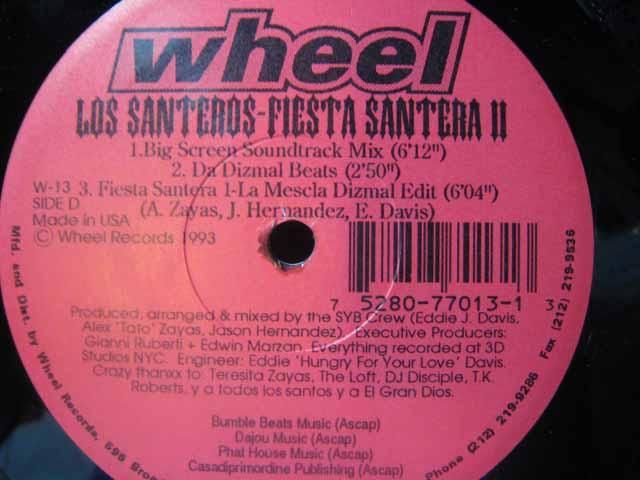 wheel
LOS SANTEROS-FIESTA SANTERA II
1.Big Screen Soundtrack Mix (6'12")
2. Da Dizmal Beats (2'50")
W-13 3. Fiesta Santera 1-La Mescla Dizmal Edit (6'04")
SIDE D (A. Zayas, J. Hernandez, E. Davis)
Made in USA
© Wheel Records 1993
7 5280-77013-1 3
Produced, arranged & mixed by the SYB Crew (Eddie J. Davis,
Alex 'Tato' Zayas, Jason Hernandez). Executive Producers:
Gianni Ruberti + Edwin Marzan. Everything recorded at 3D
Studios NYC. Engineer: Eddie 'Hungry For Your Love' Davis.
Crazy thanxx to: Teresita Zayas, The Loft, DJ Disciple, T.K.
Roberts, y a todos los santos y a El Gran Dios.
Bumble Beats Music (Ascap)
Dajou Music (Ascap)
Phat House Music (Ascap)
Casadiprimordine Publishing (Ascap)
Mfd. and Dist. by Wheel Records, 595
Phone (212) 219-9286 Fax (212) 219-9536